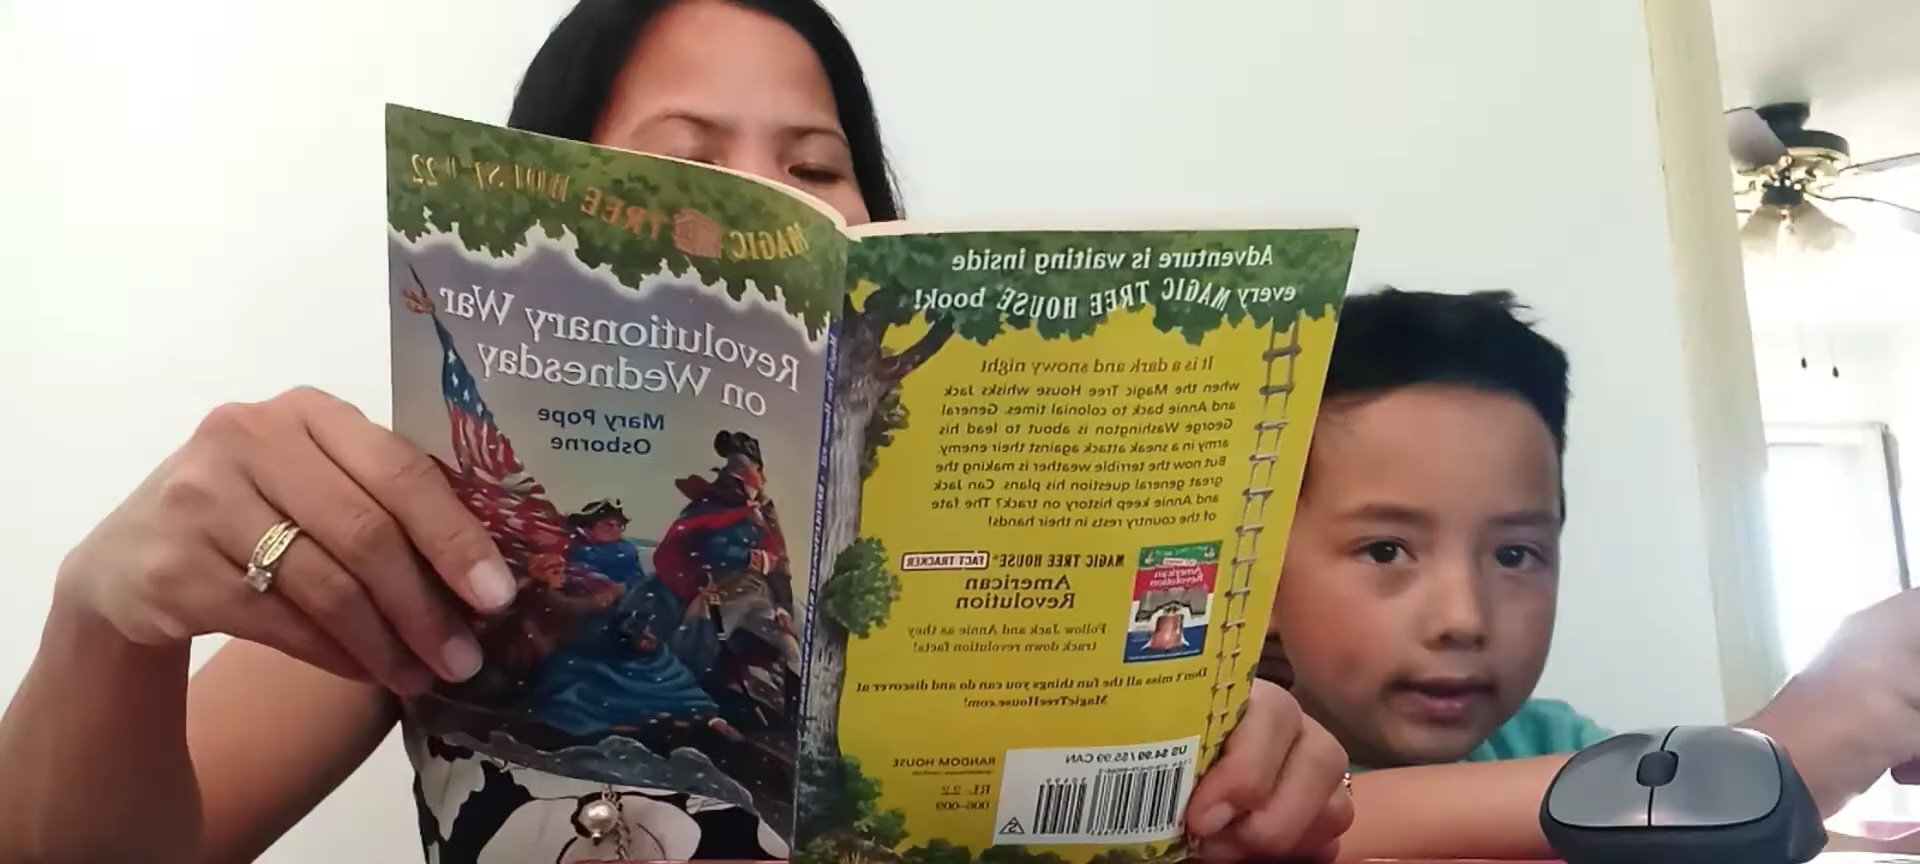 MAGIC TREE HOUSE #22
Revolutionary War
on Wednesday
Mary Pope
Osborne
Adventure is waiting inside
every MAGIC TREE HOUSE book!
It is a dark and snowy night
when the Magic Tree House whisks Jack
and Annie back to colonial times. General
George Washington is about to lead his
army in a sneak attack against their enemy.
But now the terrible weather is making the
great general question his plans. Can Jack
and Annie keep history on track? The fate
of the country rests in their hands!
MAGIC TREE HOUSE® FACT TRACKER
American
Revolution
American
Revolution
Follow Jack and Annie as they
track down revolution facts!
Don't miss all the fun things you can do and discover at
MagicTreeHouse.com!
US $4.99 / $5.99 CAN
RANDOM HOUSE
RL: 2.2
006-009